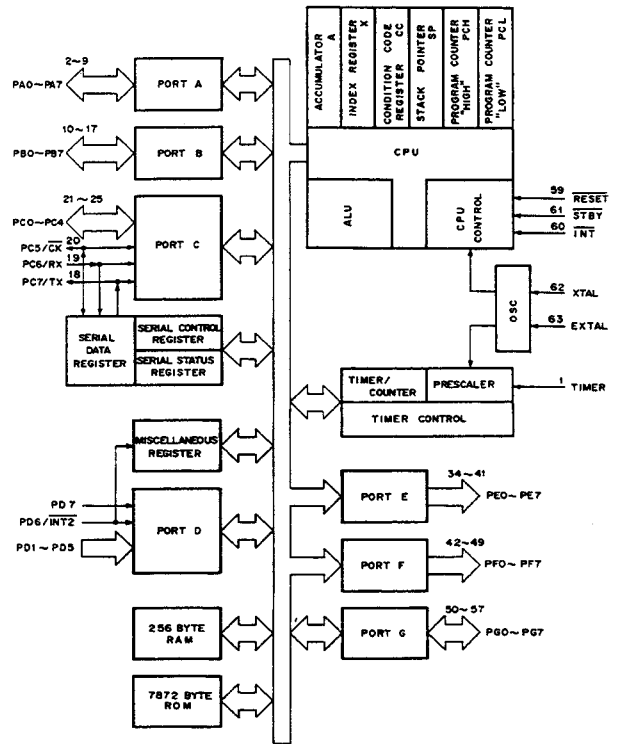 ACCUMULATOR A
INDEX REGISTER X
CONDITION CODE
REGISTER CC
STACK POINTER
SP
PROGRAM COUNTER
"HIGH" PCH
PROGRAM COUNTER
"LOW" PCL
CPU
ALU
CPU
CONTROL
59 RESET
61 STBY
60 INT
OSC
62 XTAL
63 EXTAL
TIMER/
COUNTER
PRESCALER
TIMER CONTROL
1 TIMER
2~9
PA0~PA7
PORT A
10~17
PB0~PB7
PORT B
21~25
PC0~PC4
PC5/CK 20
PC6/RX 19
PC7/TX 18
PORT C
SERIAL
DATA
REGISTER
SERIAL CONTROL
REGISTER
SERIAL STATUS
REGISTER
MISCELLANEOUS
REGISTER
PD7
PD6/INT2
PD1~PD5
PORT D
256 BYTE
RAM
7872 BYTE
ROM
PORT E
34~41
PE0~PE7
PORT F
42~49
PF0~PF7
PORT G
50~57
PG0~PG7